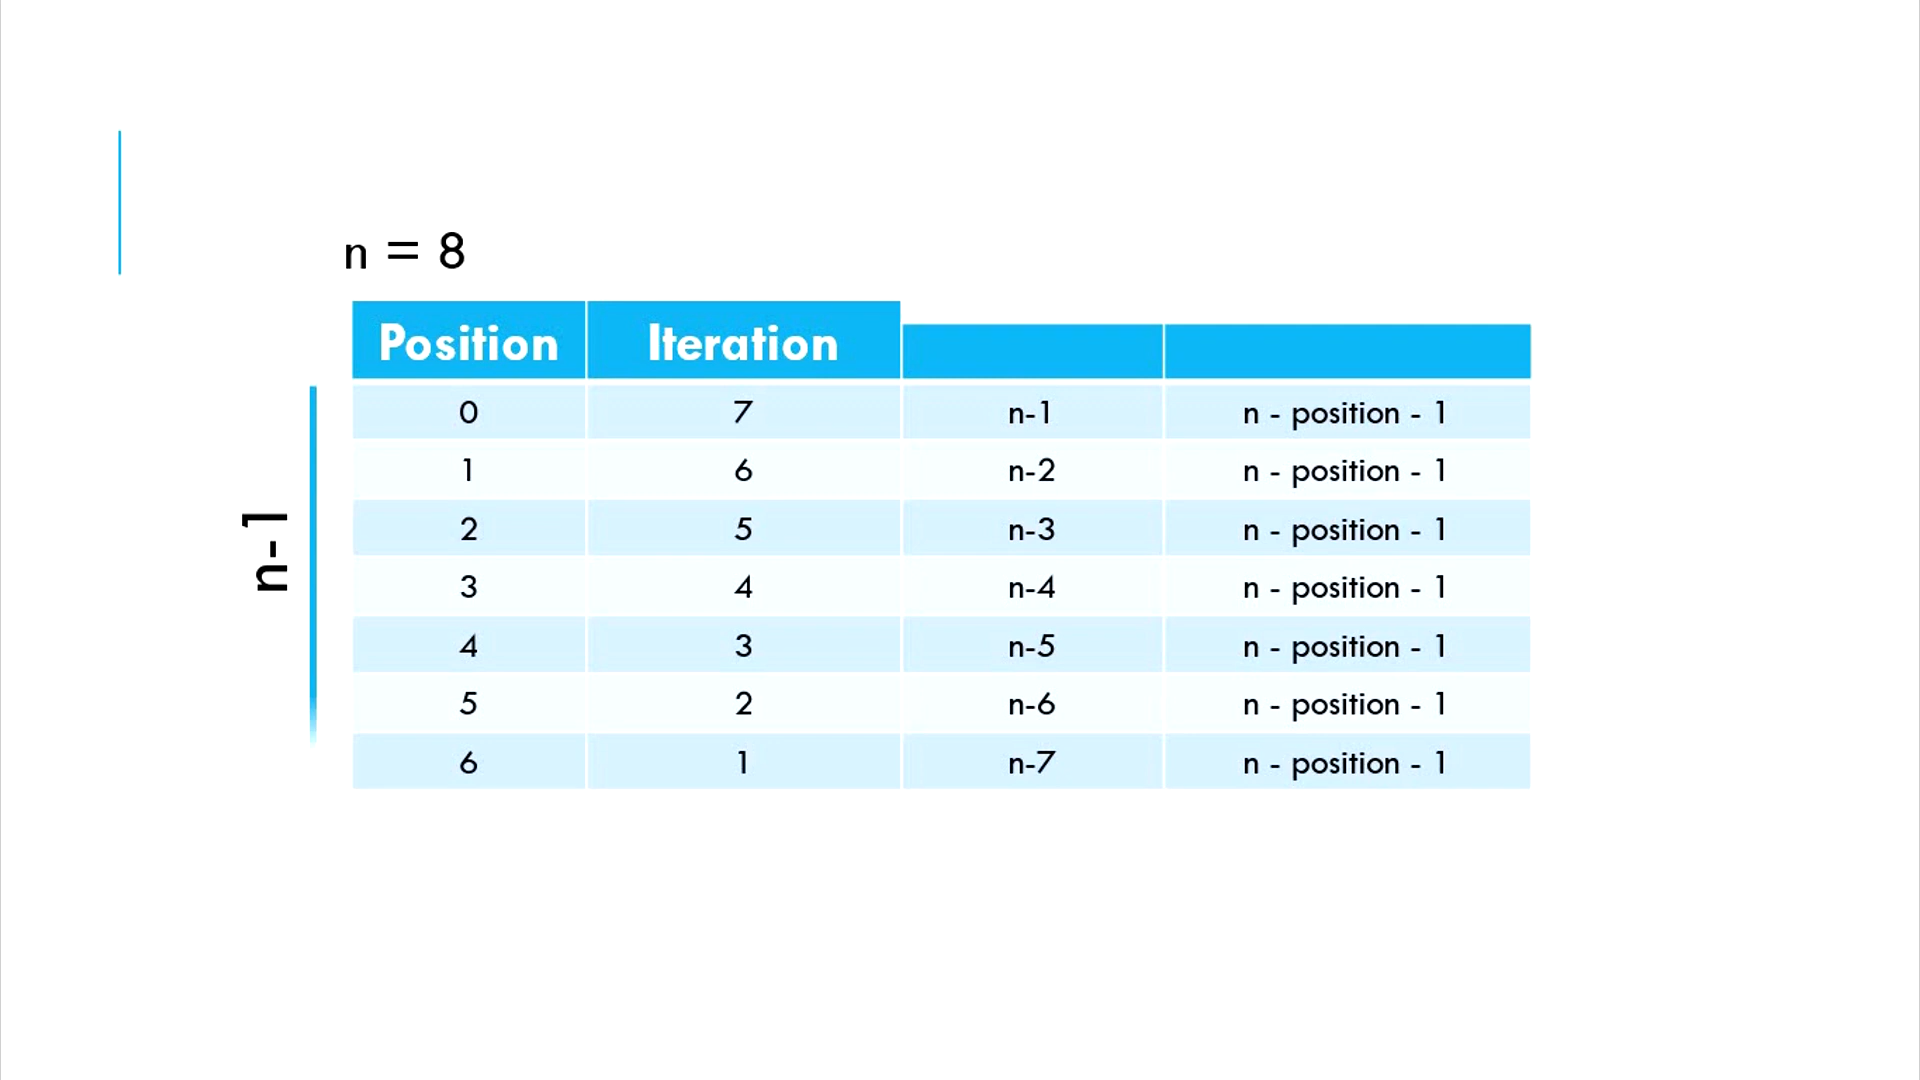 n = 8
Position Iteration
n-1
0 7 n-1 n - position - 1
1 6 n-2 n - position - 1
2 5 n-3 n - position - 1
3 4 n-4 n - position - 1
4 3 n-5 n - position - 1
5 2 n-6 n - position - 1
6 1 n-7 n - position - 1